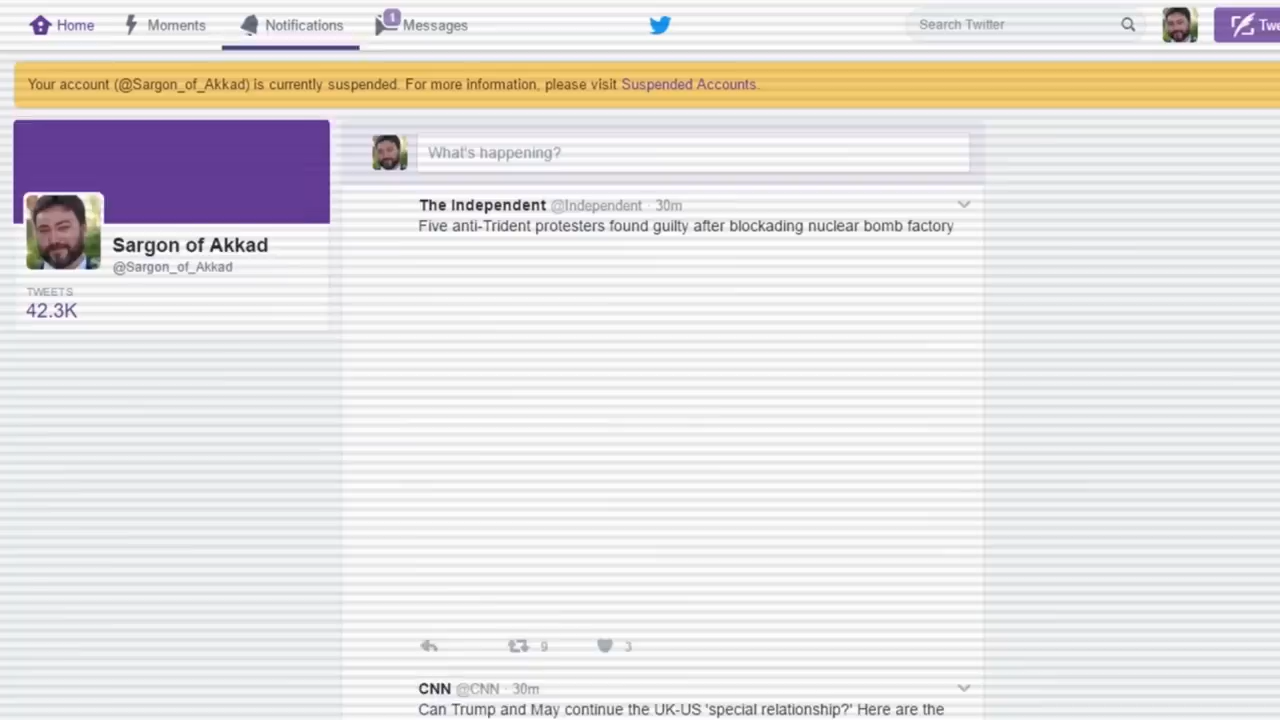 Home Moments Notifications 1 Messages Search Twitter
Your account (@Sargon_of_Akkad) is currently suspended. For more information, please visit Suspended Accounts.
What's happening?
Sargon of Akkad
@Sargon_of_Akkad
TWEETS
42.3K
The Independent @Independent · 30m
Five anti-Trident protesters found guilty after blockading nuclear bomb factory
9 3
CNN @CNN · 30m
Can Trump and May continue the UK-US 'special relationship?' Here are the